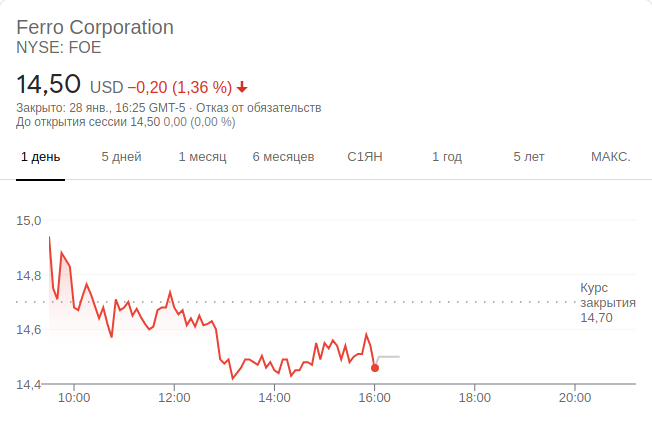 Ferro Corporation
NYSE: FOE
14,50 USD −0,20 (1,36 %)
Закрыто: 28 янв., 16:25 GMT-5 · Отказ от обязательств
До открытия сессии 14,50 0,00 (0,00 %)
1 день 5 дней 1 месяц 6 месяцев С1ЯН 1 год 5 лет МАКС.
15,0
14,8
Курс
закрытия
14,70
14,6
14,4
10:00 12:00 14:00 16:00 18:00 20:00